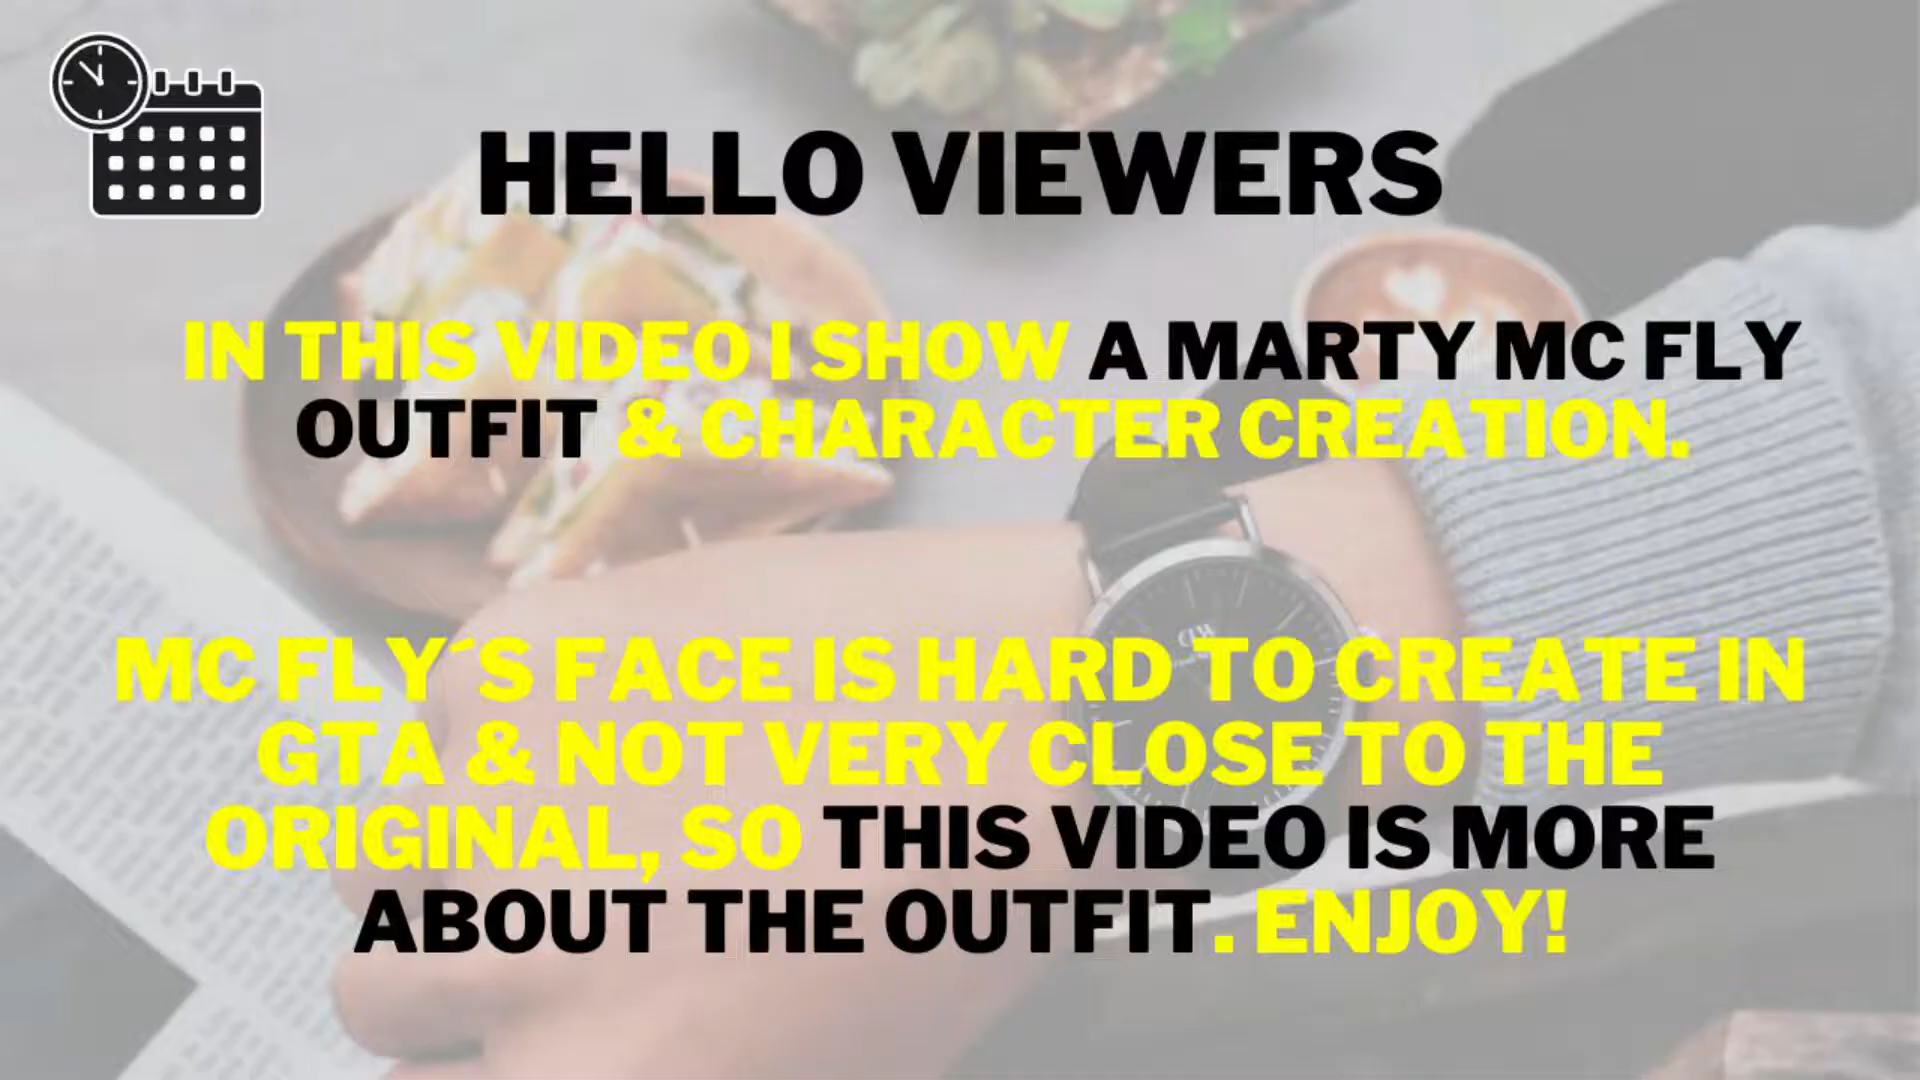 HELLO VIEWERS
IN THIS VIDEO I SHOW A MARTY MC FLY
OUTFIT & CHARACTER CREATION.
MC FLY´S FACE IS HARD TO CREATE IN
GTA & NOT VERY CLOSE TO THE
ORIGINAL, SO THIS VIDEO IS MORE
ABOUT THE OUTFIT. ENJOY!